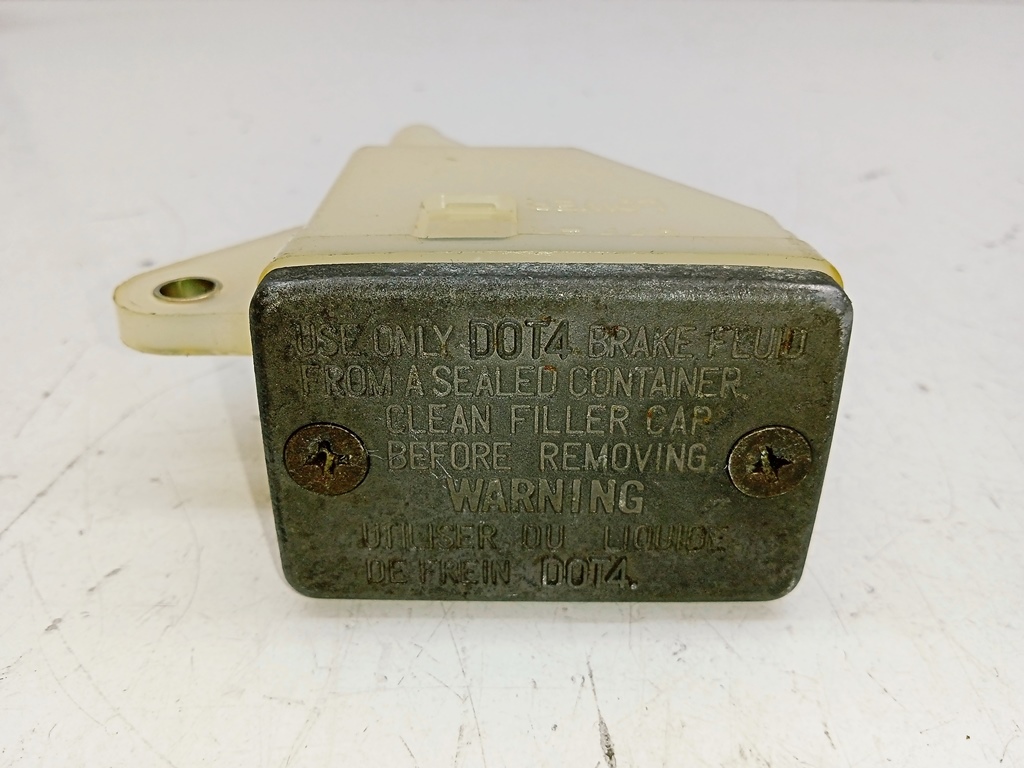 USE ONLY DOT4 BRAKE FLUID
FROM A SEALED CONTAINER.
CLEAN FILLER CAP
BEFORE REMOVING.
WARNING
UTILISER DU LIQUIDE
DE FREIN DOT4.